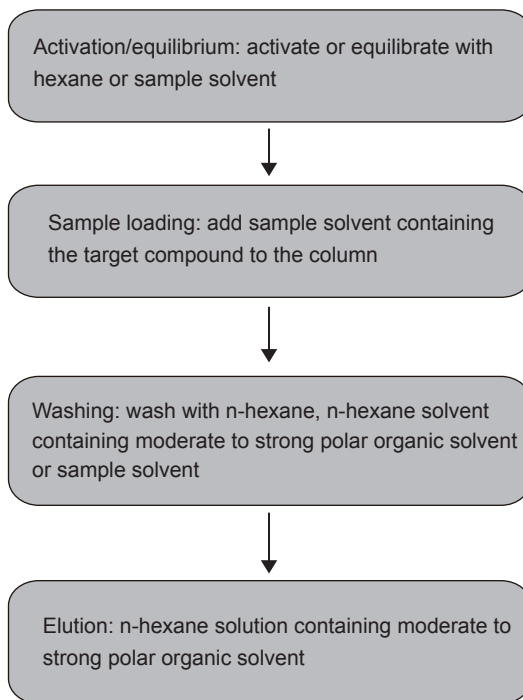 Activation/equilibrium: activate or equilibrate with
hexane or sample solvent
Sample loading: add sample solvent containing
the target compound to the column
Washing: wash with n-hexane, n-hexane solvent
containing moderate to strong polar organic solvent
or sample solvent
Elution: n-hexane solution containing moderate to
strong polar organic solvent